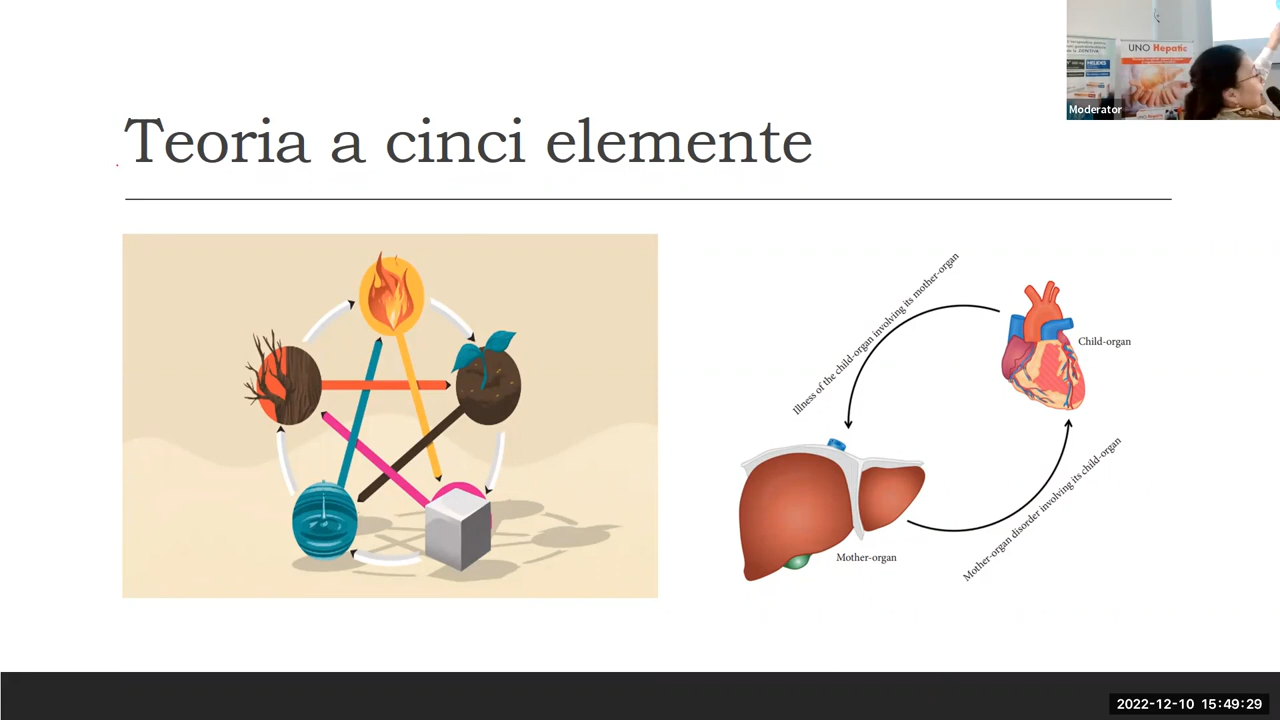 UNO Hepatic
Moderator
Teoria a cinci elemente
Illness of the child-organ involving its mother-organ
Child-organ
Mother-organ disorder involving its child-organ
Mother-organ
2022-12-10 15:49:29